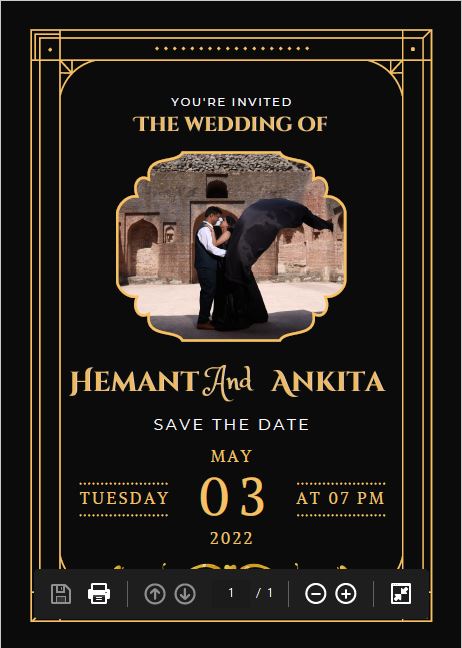 YOU'RE INVITED
THE WEDDING OF
HEMANT And ANKITA
SAVE THE DATE
MAY
TUESDAY 03 AT 07 PM
2022
1 / 1